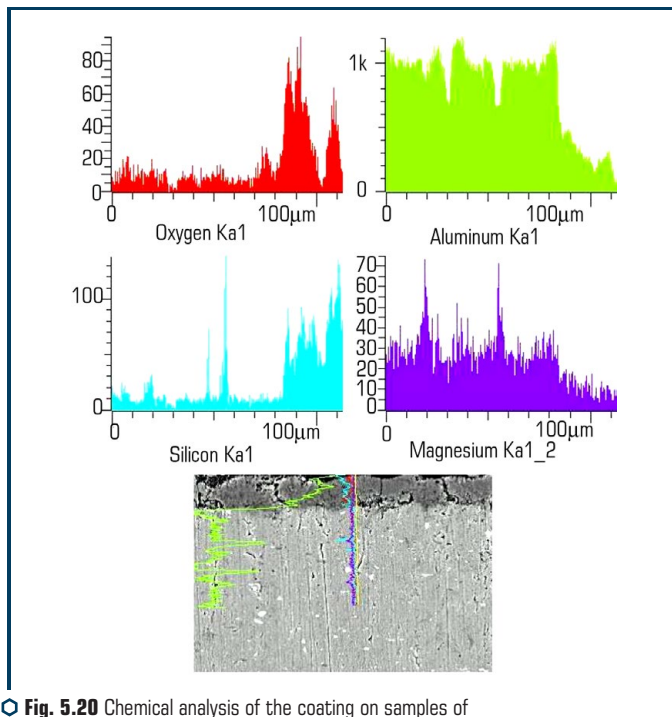 80
60
40
20
0
0 100µm
Oxygen Ka1
1k
0
0 100µm
Aluminum Ka1
100
0
0 100µm
Silicon Ka1
70
60
50
40
30
20
10
0
0 100µm
Magnesium Ka1_2
Fig. 5.20 Chemical analysis of the coating on samples of